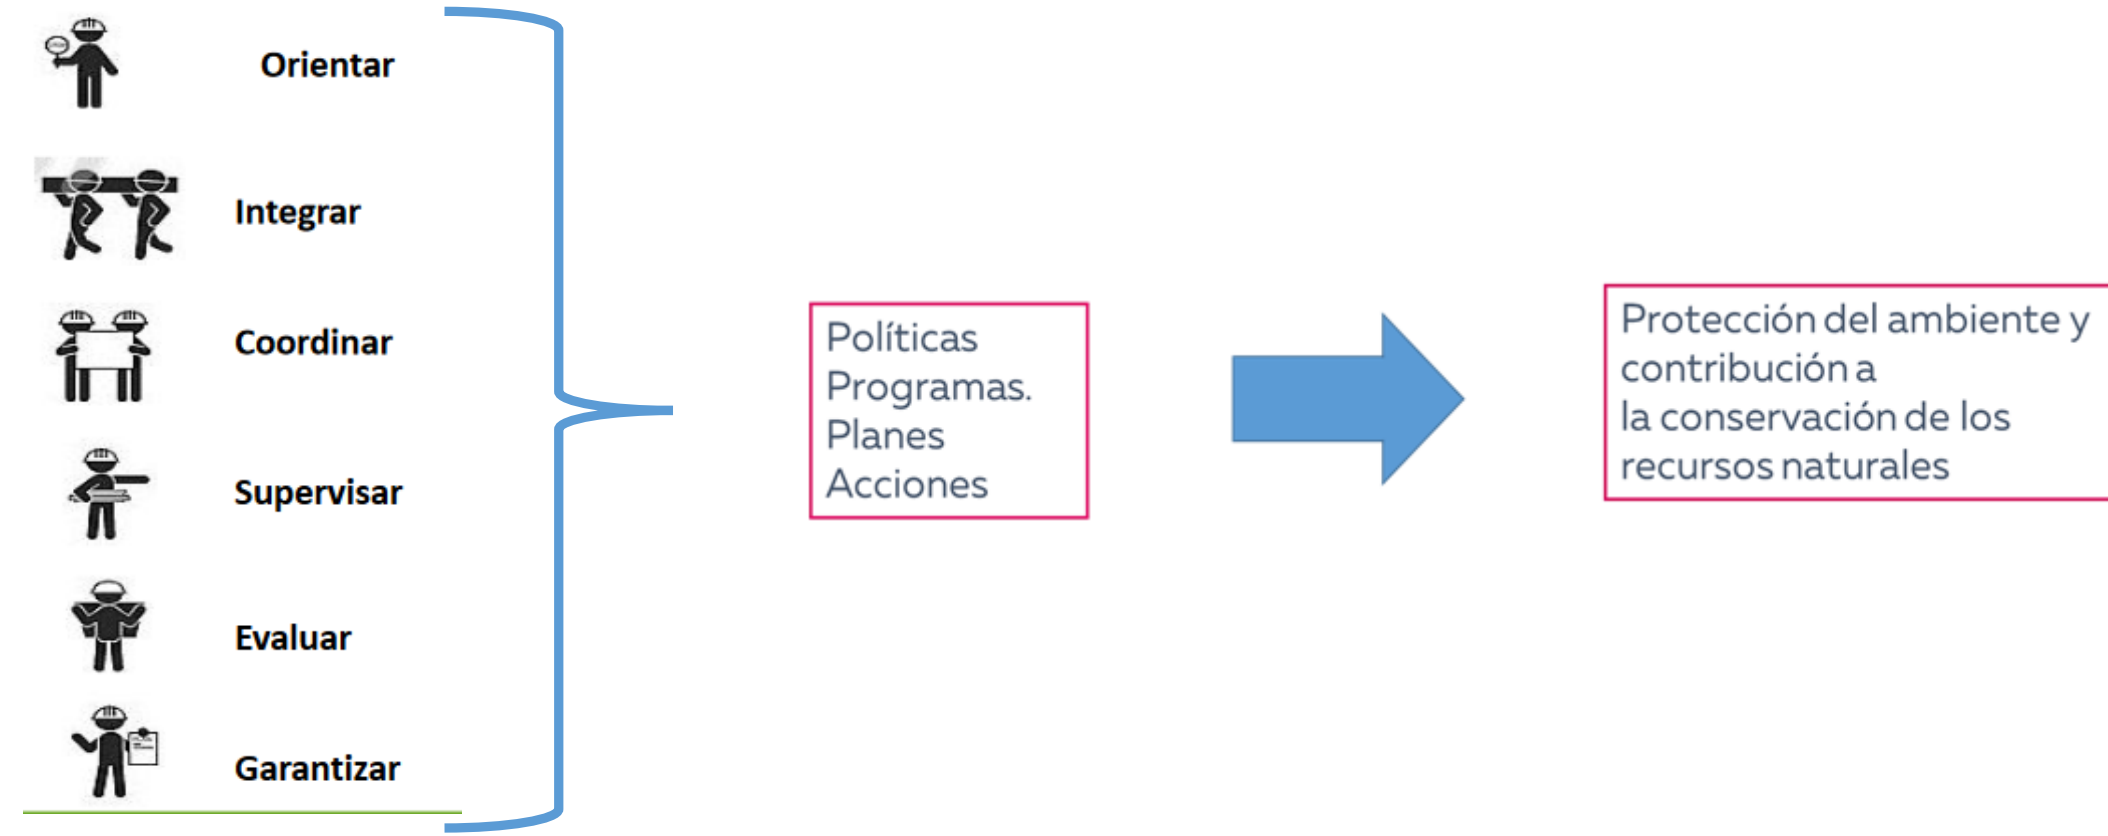 Orientar
Integrar
Coordinar
Supervisar
Evaluar
Garantizar
Políticas
Programas.
Planes
Acciones
Protección del ambiente y
contribución a
la conservación de los
recursos naturales